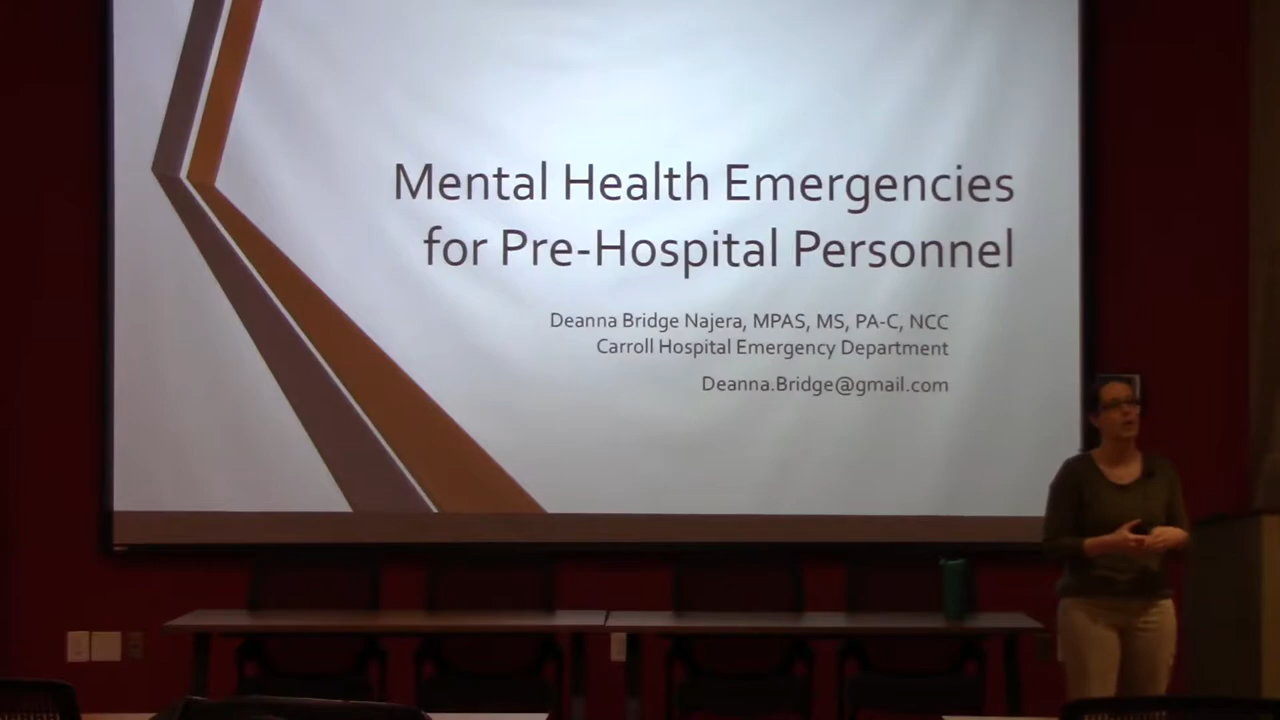 Mental Health Emergencies
for Pre-Hospital Personnel
Deanna Bridge Najera, MPAS, MS, PA-C, NCC
Carroll Hospital Emergency Department
Deanna.Bridge@gmail.com